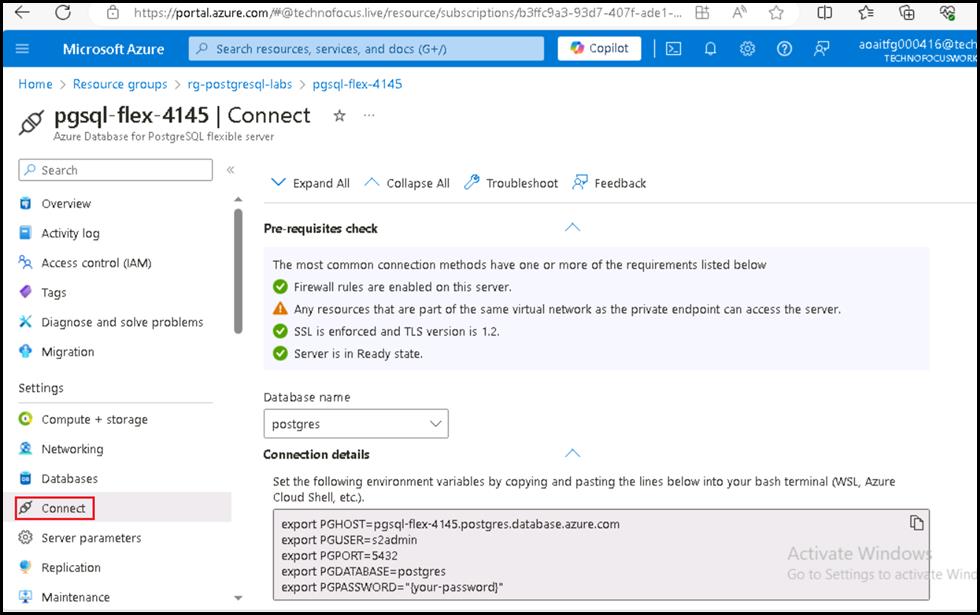 https://portal.azure.com/#@technofocus.live/resource/subscriptions/b3ffc9a3-93d7-407f-ade1-...
Microsoft Azure
Search resources, services, and docs (G+/)
Copilot
aoaitfg000416@tech
TECHNOFOCUSWORK
Home > Resource groups > rg-postgresql-labs > pgsql-flex-4145
pgsql-flex-4145 | Connect
Azure Database for PostgreSQL flexible server
Search
Overview
Activity log
Access control (IAM)
Tags
Diagnose and solve problems
Migration
Settings
Compute + storage
Networking
Databases
Connect
Server parameters
Replication
Maintenance
Expand All
Collapse All
Troubleshoot
Feedback
Pre-requisites check
The most common connection methods have one or more of the requirements listed below
Firewall rules are enabled on this server.
Any resources that are part of the same virtual network as the private endpoint can access the server.
SSL is enforced and TLS version is 1.2.
Server is in Ready state.
Database name
postgres
Connection details
Set the following environment variables by copying and pasting the lines below into your bash terminal (WSL, Azure
Cloud Shell, etc.).
export PGHOST=pgsql-flex-4145.postgres.database.azure.com
export PGUSER=s2admin
export PGPORT=5432
export PGDATABASE=postgres
export PGPASSWORD="{your-password}"
Activate Windows
Go to Settings to activate Win